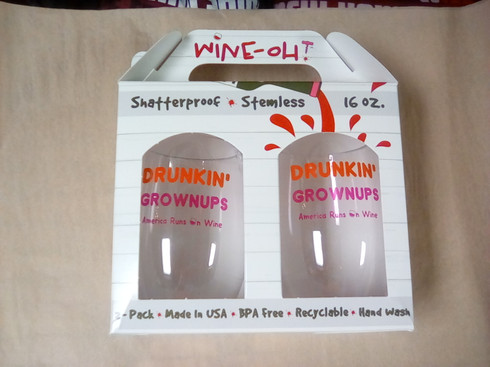 WINE-OH!
Shatterproof * Stemless 16 oz.
DRUNKIN'
GROWNUPS
America Runs on Wine
DRUNKIN'
GROWNUPS
America Runs on Wine
2-Pack * Made In USA * BPA Free * Recyclable * Hand Wash